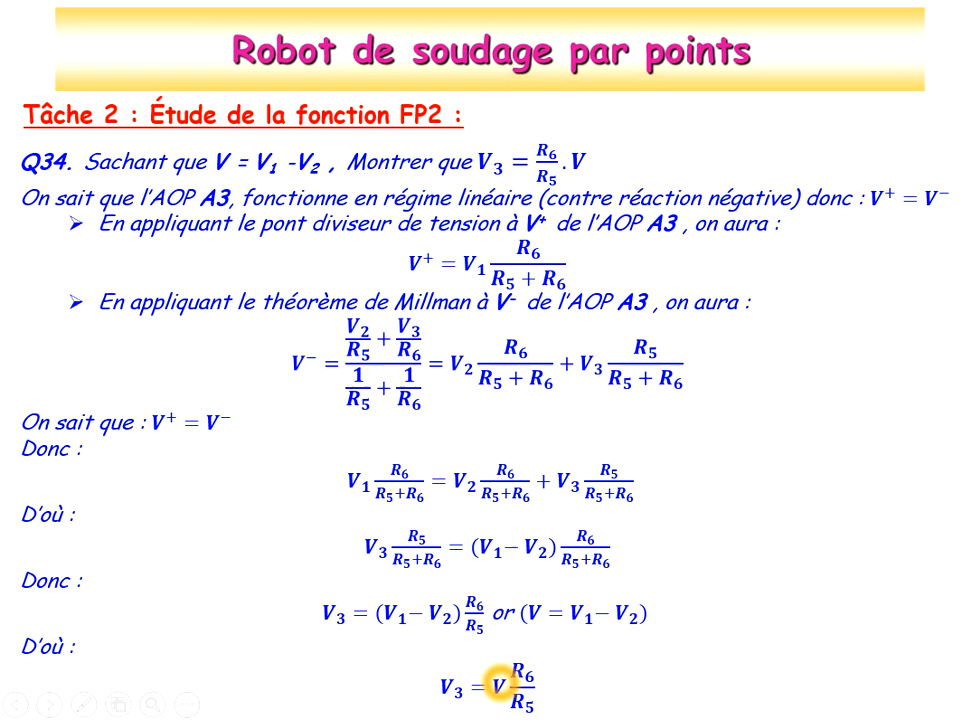 Robot de soudage par points
Tâche 2 : Étude de la fonction FP2 :
Q34. Sachant que V = V₁ -V₂ , Montrer que V₃ = R₆/R₅ . V
On sait que l'AOP A3, fonctionne en régime linéaire (contre réaction négative) donc : V⁺ = V⁻
➢ En appliquant le pont diviseur de tension à V⁺ de l'AOP A3 , on aura :
V⁺ = V₁ R₆/(R₅ + R₆)
➢ En appliquant le théorème de Millman à V⁻ de l'AOP A3 , on aura :
V⁻ = (V₂/R₅ + V₃/R₆)/(1/R₅ + 1/R₆) = V₂ R₆/(R₅ + R₆) + V₃ R₅/(R₅ + R₆)
On sait que : V⁺ = V⁻
Donc :
V₁ R₆/(R₅+R₆) = V₂ R₆/(R₅+R₆) + V₃ R₅/(R₅+R₆)
D'où :
V₃ R₅/(R₅+R₆) = (V₁− V₂) R₆/(R₅+R₆)
Donc :
V₃ = (V₁− V₂) R₆/R₅ or (V = V₁− V₂)
D'où :
V₃ = V R₆/R₅